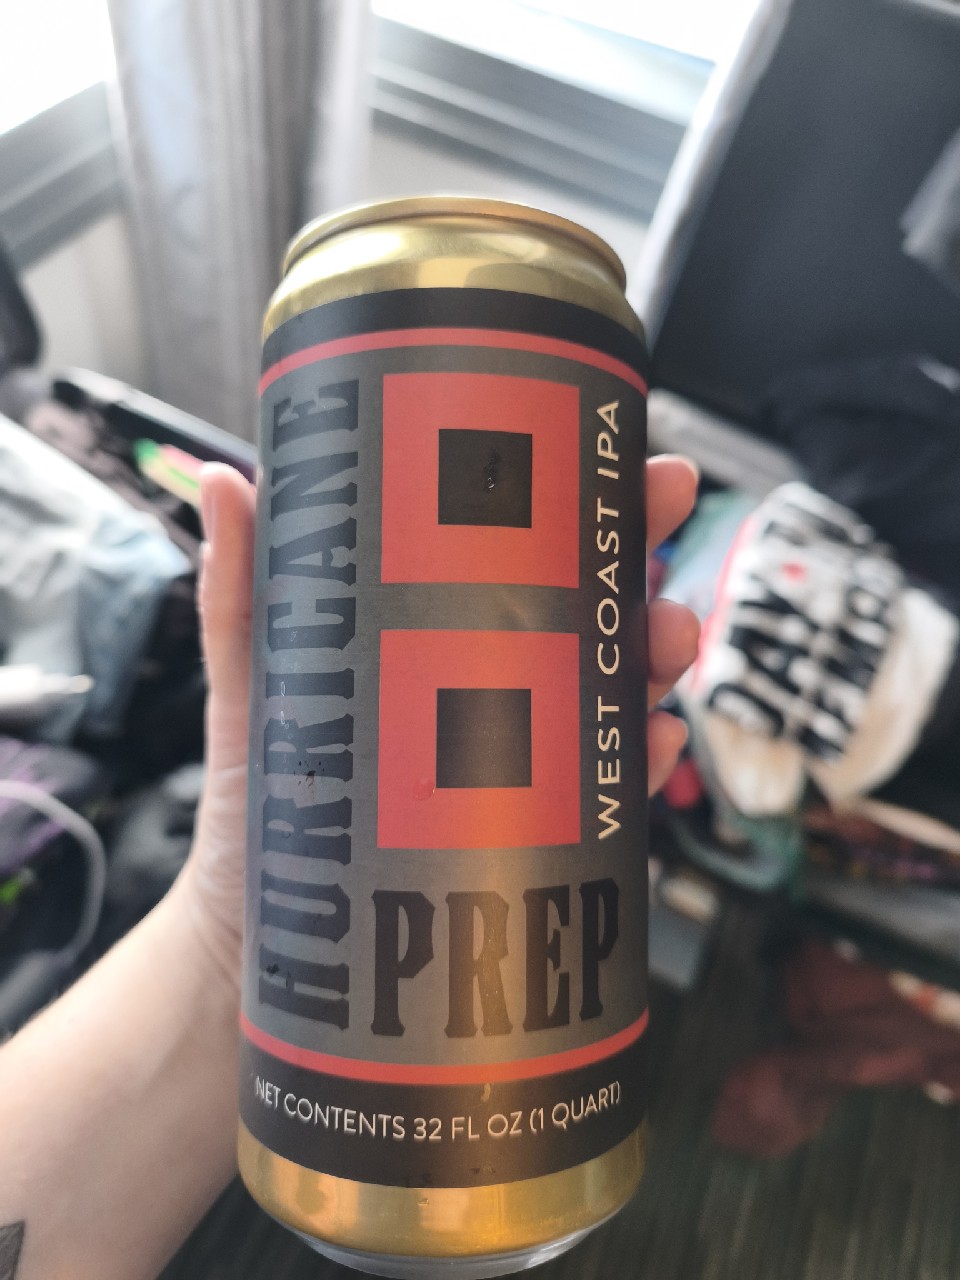 HURRICANE
PREP
WEST COAST IPA
NET CONTENTS 32 FL OZ (1 QUART)